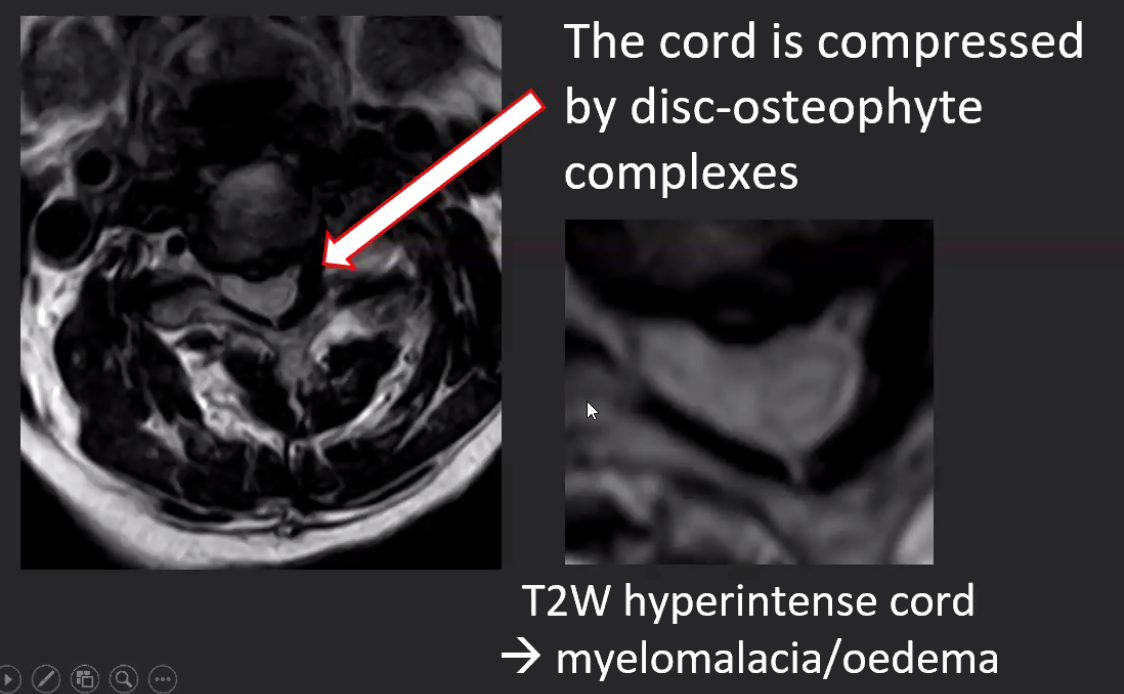 The cord is compressed
by disc-osteophyte
complexes
T2W hyperintense cord
→ myelomalacia/oedema